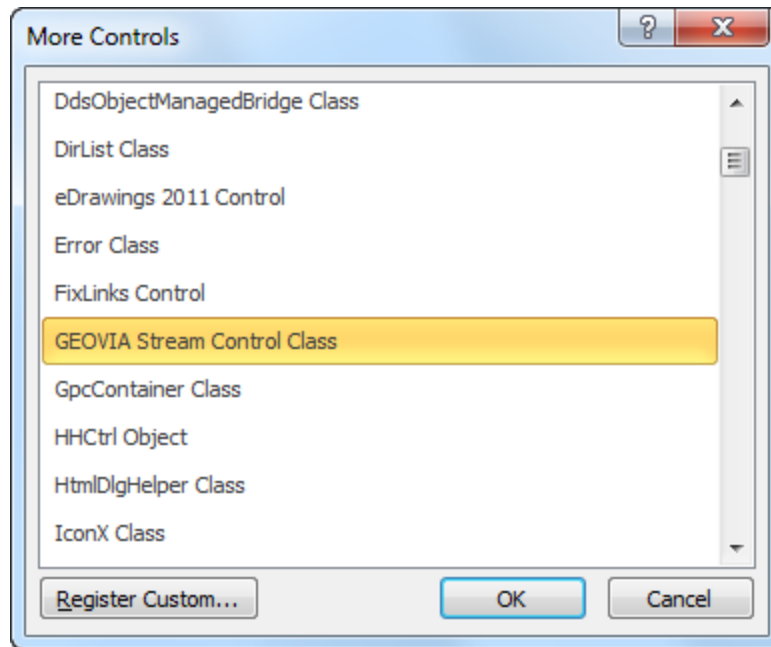 More Controls
DdsObjectManagedBridge Class
DirList Class
eDrawings 2011 Control
Error Class
FixLinks Control
GEOVIA Stream Control Class
GpcContainer Class
HHCtrl Object
HtmlDlgHelper Class
IconX Class
Register Custom... OK Cancel